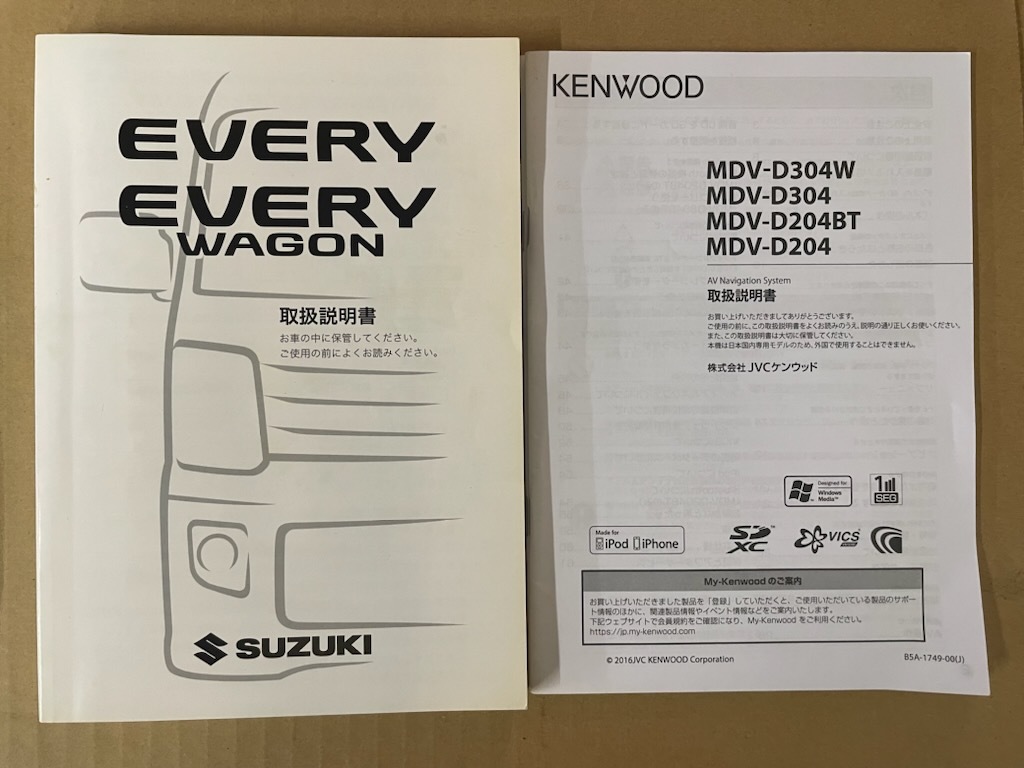 EVERY
EVERY
WAGON
取扱説明書
お車の中に保管してください。
ご使用の前によくお読みください。
SUZUKI
KENWOOD
MDV-D304W
MDV-D304
MDV-D204BT
MDV-D204
AV Navigation System
取扱説明書
お買い上げいただきましてありがとうございます。
ご使用の前に、この取扱説明書をよくお読みのうえ、説明の通り正しくお使いください。
また、この取扱説明書は大切に保管してください。
本機は日本国内専用モデルのため、外国で使用することはできません。
株式会社 JVCケンウッド
Designed for
Windows
Media™
1
SEG
Made for
iPod iPhone
SD™
XC
VICS
My-Kenwood のご案内
お買い上げいただきました製品を「登録」していただくと、ご使用いただいている製品のサポー
ト情報のほかに、関連製品情報やイベント情報などをご案内いたします。
下記ウェブサイトで会員規約をご確認になり、My-Kenwood をご利用ください。
https://jp.my-kenwood.com
© 2016JVC KENWOOD Corporation
B5A-1749-00(J)